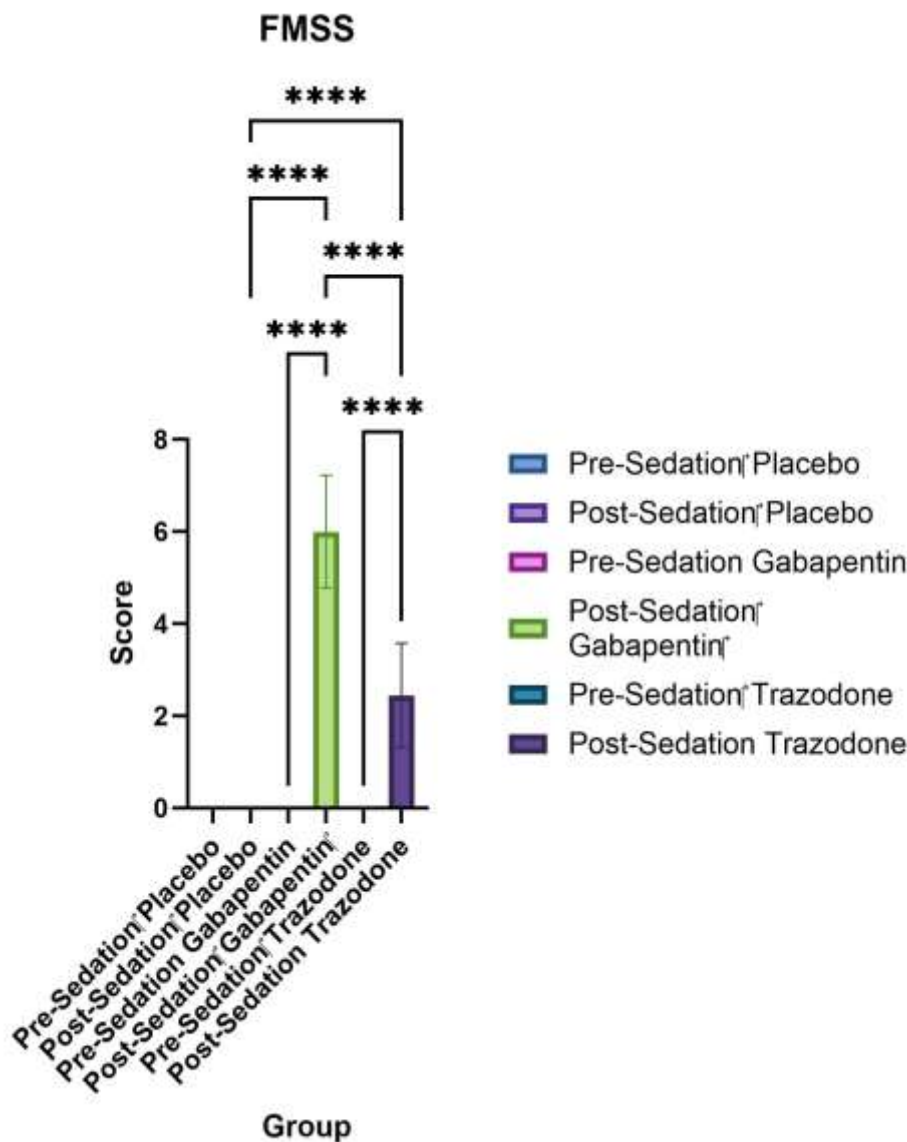 FMSS
****
****
****
****
****
8
6
4
2
0
Score
Pre-Sedation Placebo
Post-Sedation Placebo
Pre-Sedation Gabapentin
Post-Sedation Gabapentin
Pre-Sedation Trazodone
Post-Sedation Trazodone
Group
Pre-Sedation Placebo
Post-Sedation Placebo
Pre-Sedation Gabapentin
Post-Sedation
Gabapentin
Pre-Sedation Trazodone
Post-Sedation Trazodone